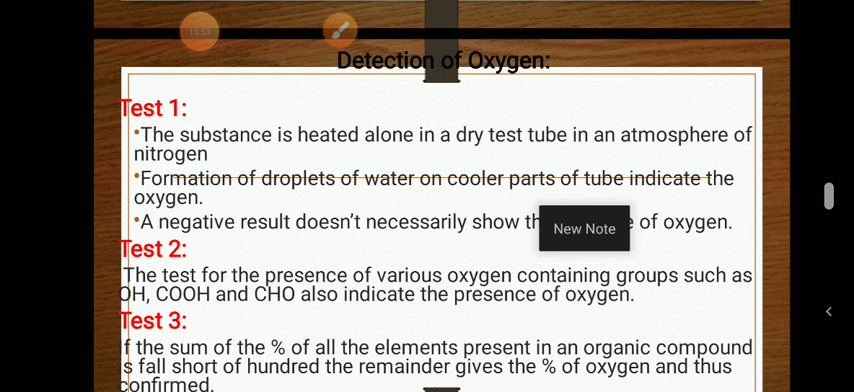 13:53
Detection of Oxygen:
Test 1:
•The substance is heated alone in a dry test tube in an atmosphere of
nitrogen
•Formation of droplets of water on cooler parts of tube indicate the
oxygen.
•A negative result doesn’t necessarily show th e of oxygen.
New Note
Test 2:
The test for the presence of various oxygen containing groups such as
OH, COOH and CHO also indicate the presence of oxygen.
Test 3:
If the sum of the % of all the elements present in an organic compound
is fall short of hundred the remainder gives the % of oxygen and thus
confirmed.